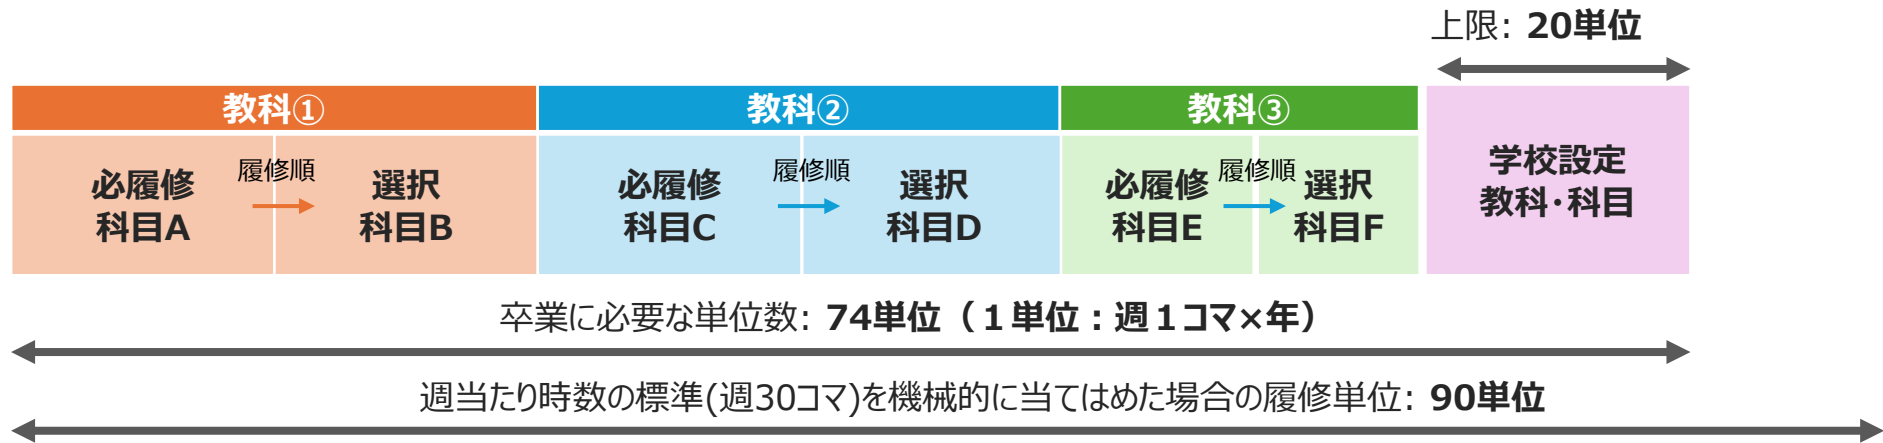 上限: 20単位
教科①
教科②
教科③
必履修
科目A
履修順
選択
科目B
必履修
科目C
履修順
選択
科目D
必履修
科目E
履修順
選択
科目F
学校設定
教科・科目
卒業に必要な単位数: 74単位（１単位：週１コマ×年）
週当たり時数の標準(週30コマ)を機械的に当てはめた場合の履修単位: 90単位